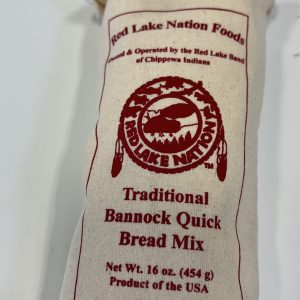 Red Lake Nation Foods
Owned & Operated by the Red Lake Band
of Chippewa Indians
RED LAKE NATION
TM
Traditional
Bannock Quick
Bread Mix
Net Wt. 16 oz. (454 g)
Product of the USA